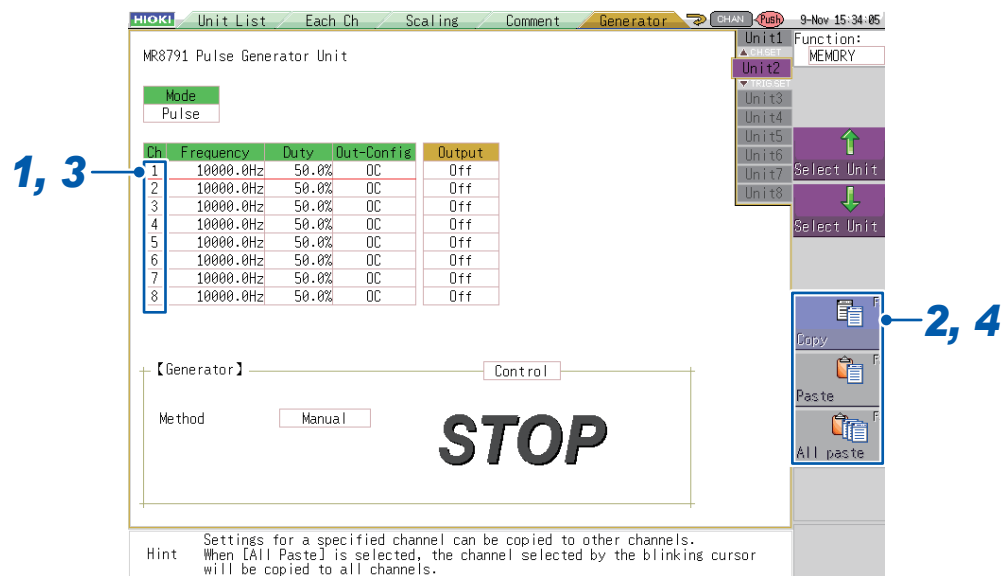 HIOKI Unit List Each Ch Scaling Comment Generator CHAN Push 9-Nov 15:34:05
MR8791 Pulse Generator Unit
Mode
Pulse
Ch Frequency Duty Out-Config Output
1 10000.0Hz 50.0% OC Off
2 10000.0Hz 50.0% OC Off
3 10000.0Hz 50.0% OC Off
4 10000.0Hz 50.0% OC Off
5 10000.0Hz 50.0% OC Off
6 10000.0Hz 50.0% OC Off
7 10000.0Hz 50.0% OC Off
8 10000.0Hz 50.0% OC Off
1, 3
【Generator】
Control
Method Manual
STOP
Unit1
▲CH.SET
Unit2
▼TRIG.SET
Unit3
Unit4
Unit5
Unit6
Unit7
Unit8
Function:
MEMORY
Select Unit
Select Unit
F
Copy
F
Paste
F
All paste
2, 4
Hint Settings for a specified channel can be copied to other channels.
When [All Paste] is selected, the channel selected by the blinking cursor
will be copied to all channels.